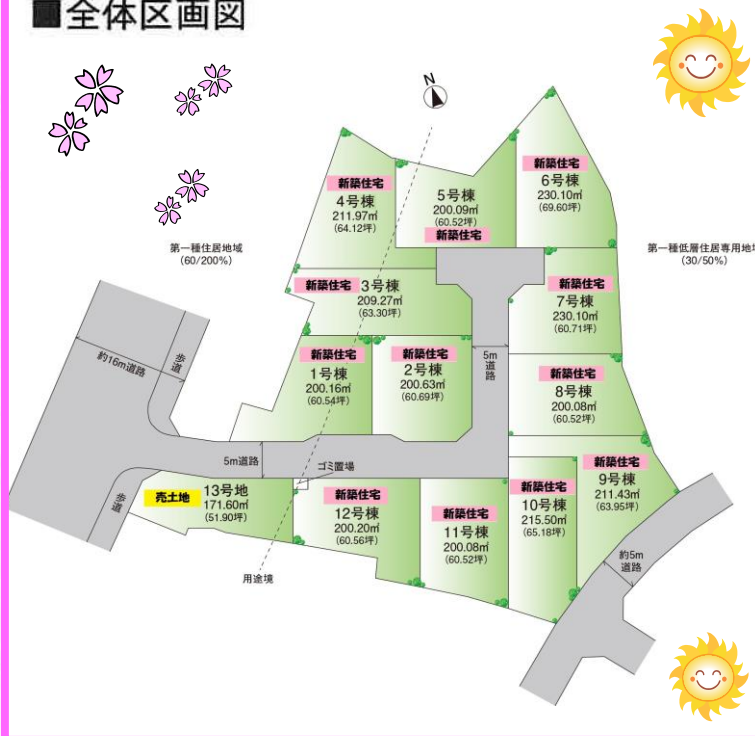 ■全体区画図
N
新築住宅
4号棟
211.97㎡
(64.12坪)
5号棟
200.09㎡
(60.52坪)
新築住宅
新築住宅
6号棟
230.10㎡
(69.60坪)
第一種住居地域
(60/200%)
第一種低層住居専用地
(30/50%)
新築住宅 3号棟
209.27㎡
(63.30坪)
新築住宅
7号棟
230.10㎡
(60.71坪)
約16m道路
歩道
新築住宅
1号棟
200.16㎡
(60.54坪)
新築住宅
2号棟
200.63㎡
(60.69坪)
5m
道路
新築住宅
8号棟
200.08㎡
(60.52坪)
5m道路
ゴミ置場
新築住宅
9号棟
211.43㎡
(63.95坪)
歩道
売土地 13号地
171.60㎡
(51.90坪)
新築住宅
12号棟
200.20㎡
(60.56坪)
新築住宅
11号棟
200.08㎡
(60.52坪)
新築住宅
10号棟
215.50㎡
(65.18坪)
約5m
道路
用途境